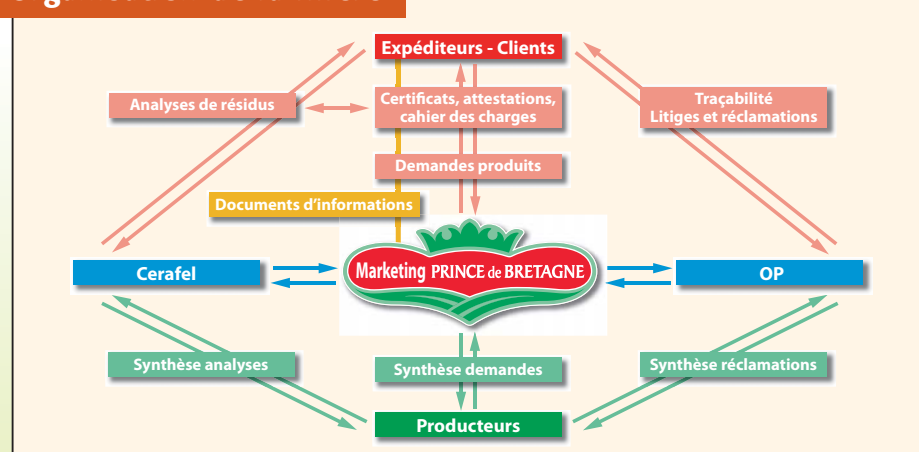 Expéditeurs - Clients
Analyses de résidus
Certificats, attestations,
cahier des charges
Traçabilité
Litiges et réclamations
Demandes produits
Documents d'informations
Cerafel
Marketing PRINCE de BRETAGNE
OP
Synthèse analyses
Synthèse demandes
Synthèse réclamations
Producteurs